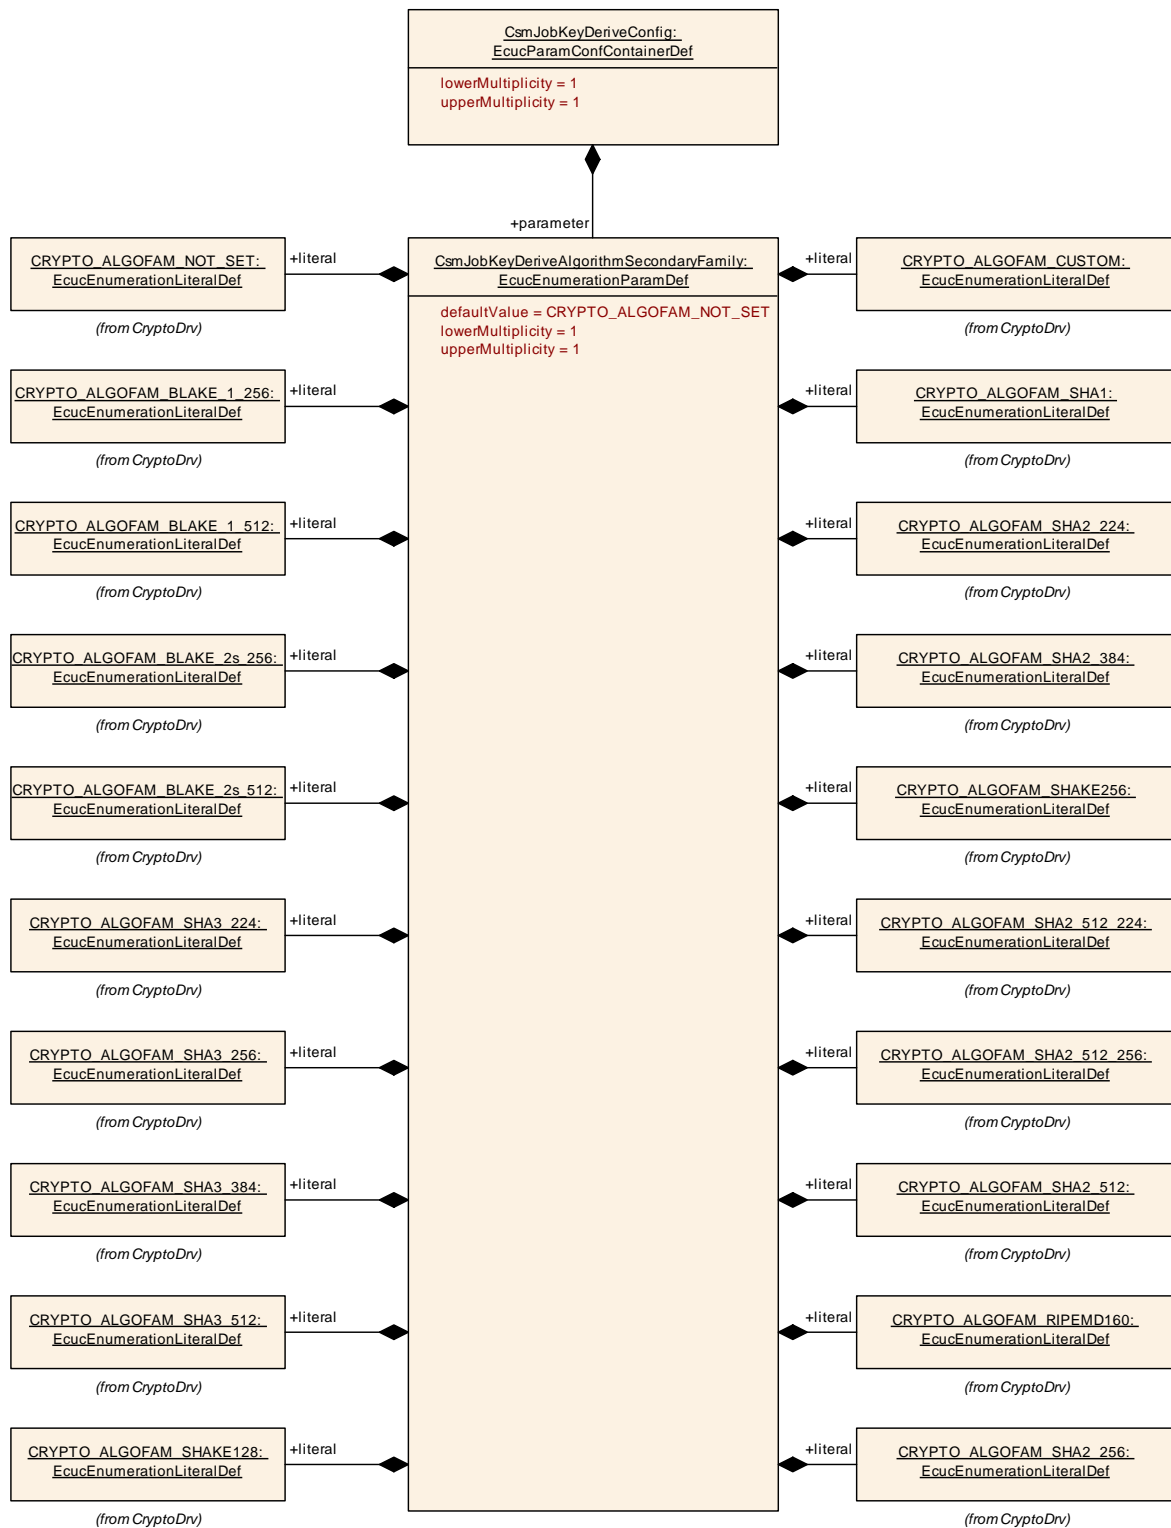 CsmJobKeyDeriveConfig:
EcucParamConfContainerDef
lowerMultiplicity = 1
upperMultiplicity = 1
+parameter
CRYPTO_ALGOFAM_NOT_SET:
EcucEnumerationLiteralDef
(from CryptoDrv)
+literal
CsmJobKeyDeriveAlgorithmSecondaryFamily:
EcucEnumerationParamDef
defaultValue = CRYPTO_ALGOFAM_NOT_SET
lowerMultiplicity = 1
upperMultiplicity = 1
+literal
CRYPTO_ALGOFAM_CUSTOM:
EcucEnumerationLiteralDef
(from CryptoDrv)
CRYPTO_ALGOFAM_BLAKE_1_256:
EcucEnumerationLiteralDef
(from CryptoDrv)
+literal
+literal
CRYPTO_ALGOFAM_SHA1:
EcucEnumerationLiteralDef
(from CryptoDrv)
CRYPTO_ALGOFAM_BLAKE_1_512:
EcucEnumerationLiteralDef
(from CryptoDrv)
+literal
+literal
CRYPTO_ALGOFAM_SHA2_224:
EcucEnumerationLiteralDef
(from CryptoDrv)
CRYPTO_ALGOFAM_BLAKE_2s_256:
EcucEnumerationLiteralDef
(from CryptoDrv)
+literal
+literal
CRYPTO_ALGOFAM_SHA2_384:
EcucEnumerationLiteralDef
(from CryptoDrv)
CRYPTO_ALGOFAM_BLAKE_2s_512:
EcucEnumerationLiteralDef
(from CryptoDrv)
+literal
+literal
CRYPTO_ALGOFAM_SHAKE256:
EcucEnumerationLiteralDef
(from CryptoDrv)
CRYPTO_ALGOFAM_SHA3_224:
EcucEnumerationLiteralDef
(from CryptoDrv)
+literal
+literal
CRYPTO_ALGOFAM_SHA2_512_224:
EcucEnumerationLiteralDef
(from CryptoDrv)
CRYPTO_ALGOFAM_SHA3_256:
EcucEnumerationLiteralDef
(from CryptoDrv)
+literal
+literal
CRYPTO_ALGOFAM_SHA2_512_256:
EcucEnumerationLiteralDef
(from CryptoDrv)
CRYPTO_ALGOFAM_SHA3_384:
EcucEnumerationLiteralDef
(from CryptoDrv)
+literal
+literal
CRYPTO_ALGOFAM_SHA2_512:
EcucEnumerationLiteralDef
(from CryptoDrv)
CRYPTO_ALGOFAM_SHA3_512:
EcucEnumerationLiteralDef
(from CryptoDrv)
+literal
+literal
CRYPTO_ALGOFAM_RIPEMD160:
EcucEnumerationLiteralDef
(from CryptoDrv)
CRYPTO_ALGOFAM_SHAKE128:
EcucEnumerationLiteralDef
(from CryptoDrv)
+literal
+literal
CRYPTO_ALGOFAM_SHA2_256:
EcucEnumerationLiteralDef
(from CryptoDrv)